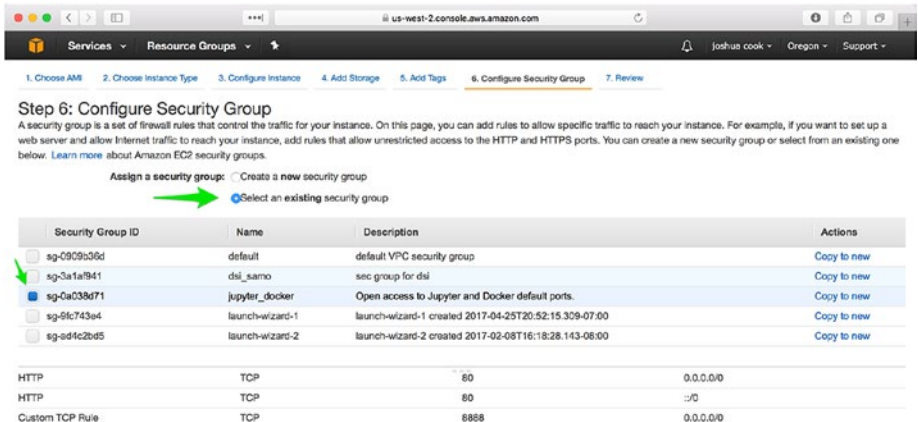 us-west-2.console.aws.amazon.com
Services Resource Groups joshua cook Oregon Support
1. Choose AMI 2. Choose Instance Type 3. Configure Instance 4. Add Storage 5. Add Tags 6. Configure Security Group 7. Review
Step 6: Configure Security Group
A security group is a set of firewall rules that control the traffic for your instance. On this page, you can add rules to allow specific traffic to reach your instance. For example, if you want to set up a
web server and allow Internet traffic to reach your instance, add rules that allow unrestricted access to the HTTP and HTTPS ports. You can create a new security group or select from an existing one
below. Learn more about Amazon EC2 security groups.
Assign a security group: Create a new security group
Select an existing security group
Security Group ID Name Description Actions
sg-0909b36d default default VPC security group Copy to new
sg-3a1af941 dsi_samo sec group for dsi Copy to new
sg-0a038d71 jupyter_docker Open access to Jupyter and Docker default ports. Copy to new
sg-9fc743e4 launch-wizard-1 launch-wizard-1 created 2017-04-25T20:52:15.309-07:00 Copy to new
sg-ad4c2bd5 launch-wizard-2 launch-wizard-2 created 2017-02-08T16:18:28.143-08:00 Copy to new
HTTP TCP 80 0.0.0.0/0
HTTP TCP 80 ::/0
Custom TCP Rule TCP 8888 0.0.0.0/0